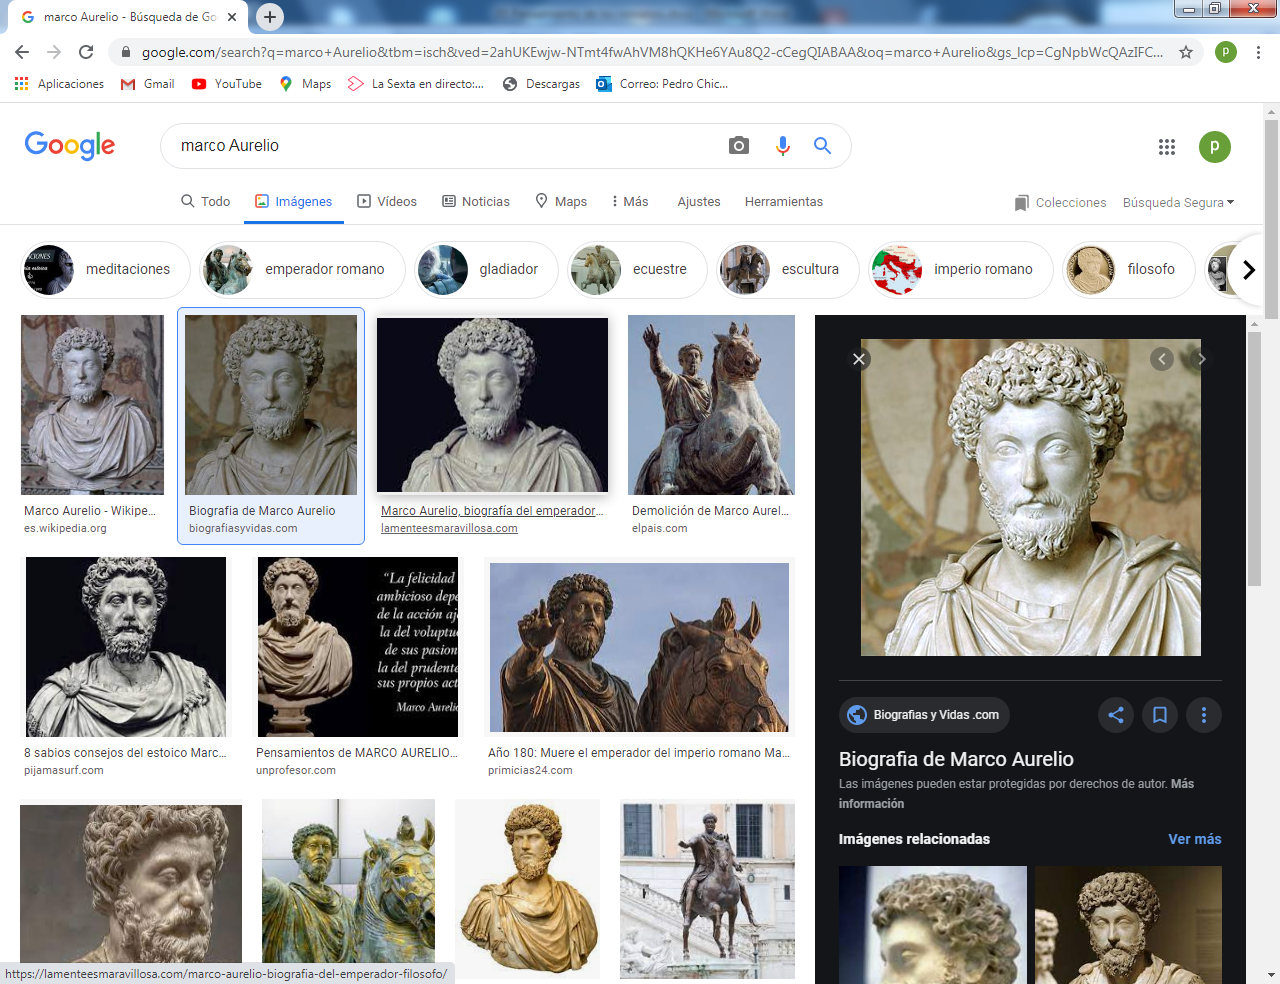 marco Aurelio - Búsqueda de Go
google.com/search?q=marco+Aurelio&tbm=isch&ved=2ahUKEwjw-NTmt4fwAhVM8hQKHe6YAu8Q2-cCegQIABAA&oq=marco+Aurelio&gs_lcp=CgNpbWcQAzIFC...
p
Aplicaciones
Gmail
YouTube
Maps
La Sexta en directo:...
Descargas
Correo: Pedro Chic...
Google
marco Aurelio
p
Todo
Imágenes
Vídeos
Noticias
Maps
Más
Ajustes
Herramientas
Colecciones
Búsqueda Segura
meditaciones
emperador romano
gladiador
ecuestre
escultura
imperio romano
filosofo
Marco Aurelio - Wikipe...
es.wikipedia.org
Biografia de Marco Aurelio
biografiasyvidas.com
Marco Aurelio, biografía del emperador...
lamenteesmaravillosa.com
Demolición de Marco Aurel...
elpais.com
“La felicidad
ambicioso depe
de la acción aj
la del voluptu
de sus pasion
la del prudente
sus propios act
Marco Aurelio
8 sabios consejos del estoico Marc...
pijamasurf.com
Pensamientos de MARCO AURELIO...
unprofesor.com
Año 180: Muere el emperador del imperio romano Ma...
primicias24.com
Biografias y Vidas .com
Biografia de Marco Aurelio
Las imágenes pueden estar protegidas por derechos de autor. Más
información
Imágenes relacionadas
Ver más
https://lamenteesmaravillosa.com/marco-aurelio-biografia-del-emperador-filosofo/